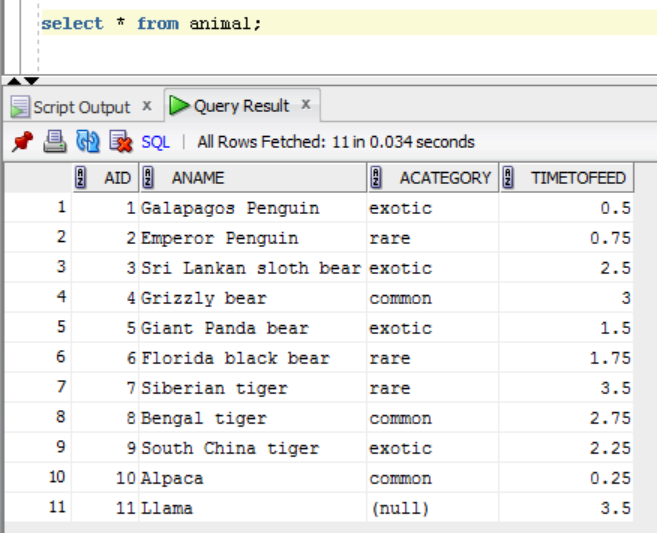 select * from animal;
Script Output x Query Result x
SQL | All Rows Fetched: 11 in 0.034 seconds
AID ANAME ACATEGORY TIMETOFEED
1 1 Galapagos Penguin exotic 0.5
2 2 Emperor Penguin rare 0.75
3 3 Sri Lankan sloth bear exotic 2.5
4 4 Grizzly bear common 3
5 5 Giant Panda bear exotic 1.5
6 6 Florida black bear rare 1.75
7 7 Siberian tiger rare 3.5
8 8 Bengal tiger common 2.75
9 9 South China tiger exotic 2.25
10 10 Alpaca common 0.25
11 11 Llama (null) 3.5